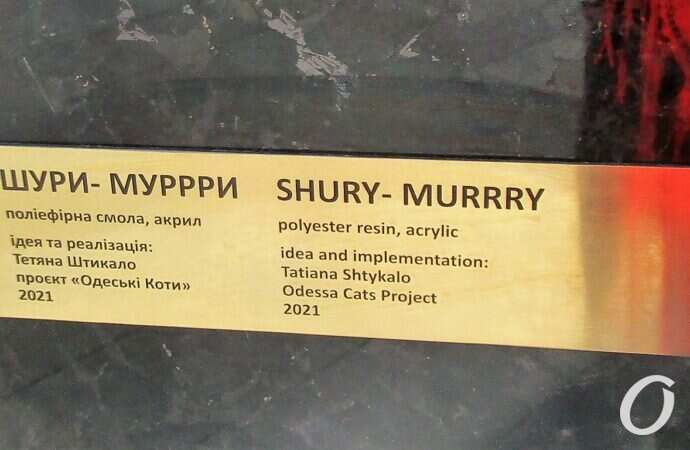 ШУРИ- МУРРРИ
поліефірна смола, акрил
ідея та реалізація:
Тетяна Штикало
проєкт «Одеські Коти»
2021
SHURY- MURRRY
polyester resin, acrylic
idea and implementation:
Tatiana Shtykalo
Odessa Cats Project
2021